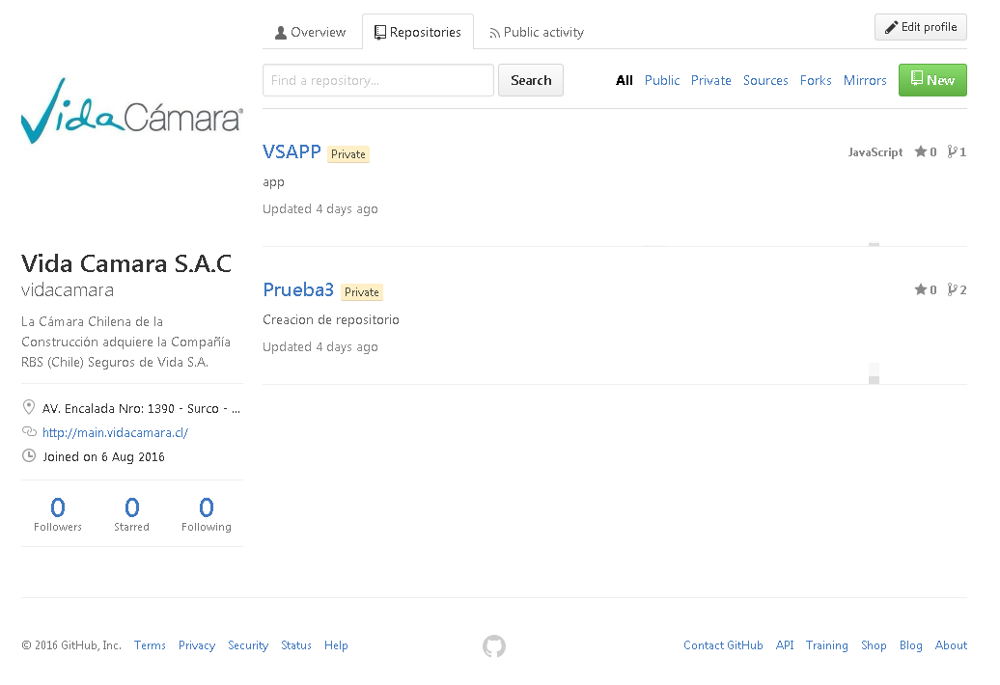 Overview
Repositories
Public activity
Edit profile
Find a repository...
Search
All Public Private Sources Forks Mirrors
New
Vida Cámara®
VSAPP Private
JavaScript 0 1
app
Updated 4 days ago
Prueba3 Private
0 2
Creacion de repositorio
Updated 4 days ago
Vida Camara S.A.C
vidacamara
La Cámara Chilena de la
Construcción adquiere la Compañía
RBS (Chile) Seguros de Vida S.A.
AV. Encalada Nro: 1390 - Surco - ...
http://main.vidacamara.cl/
Joined on 6 Aug 2016
0 0 0
Followers Starred Following
© 2016 GitHub, Inc. Terms Privacy Security Status Help
Contact GitHub API Training Shop Blog About